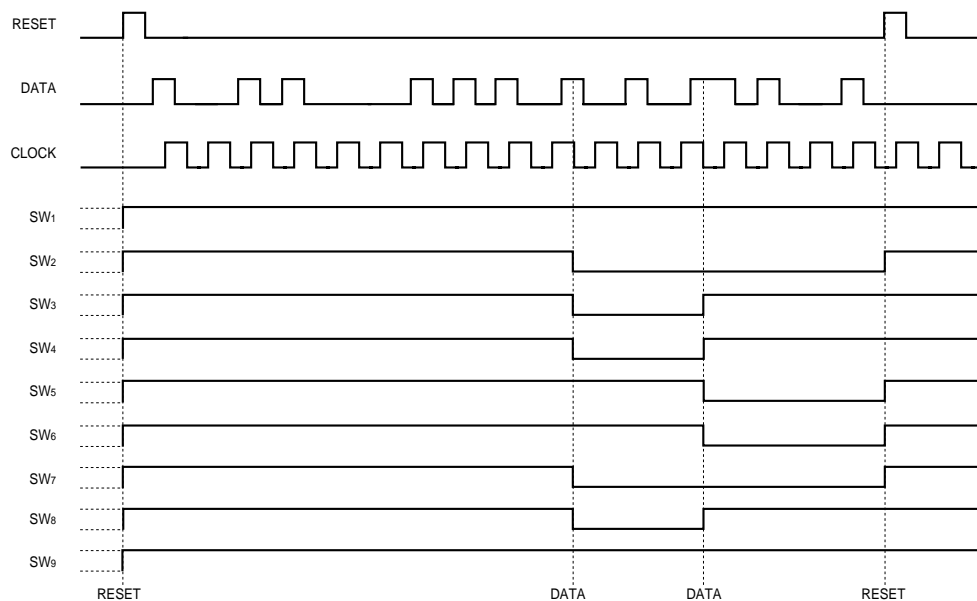 RESET
DATA
CLOCK
SW1
SW2
SW3
SW4
SW5
SW6
SW7
SW8
SW9
RESET DATA DATA RESET